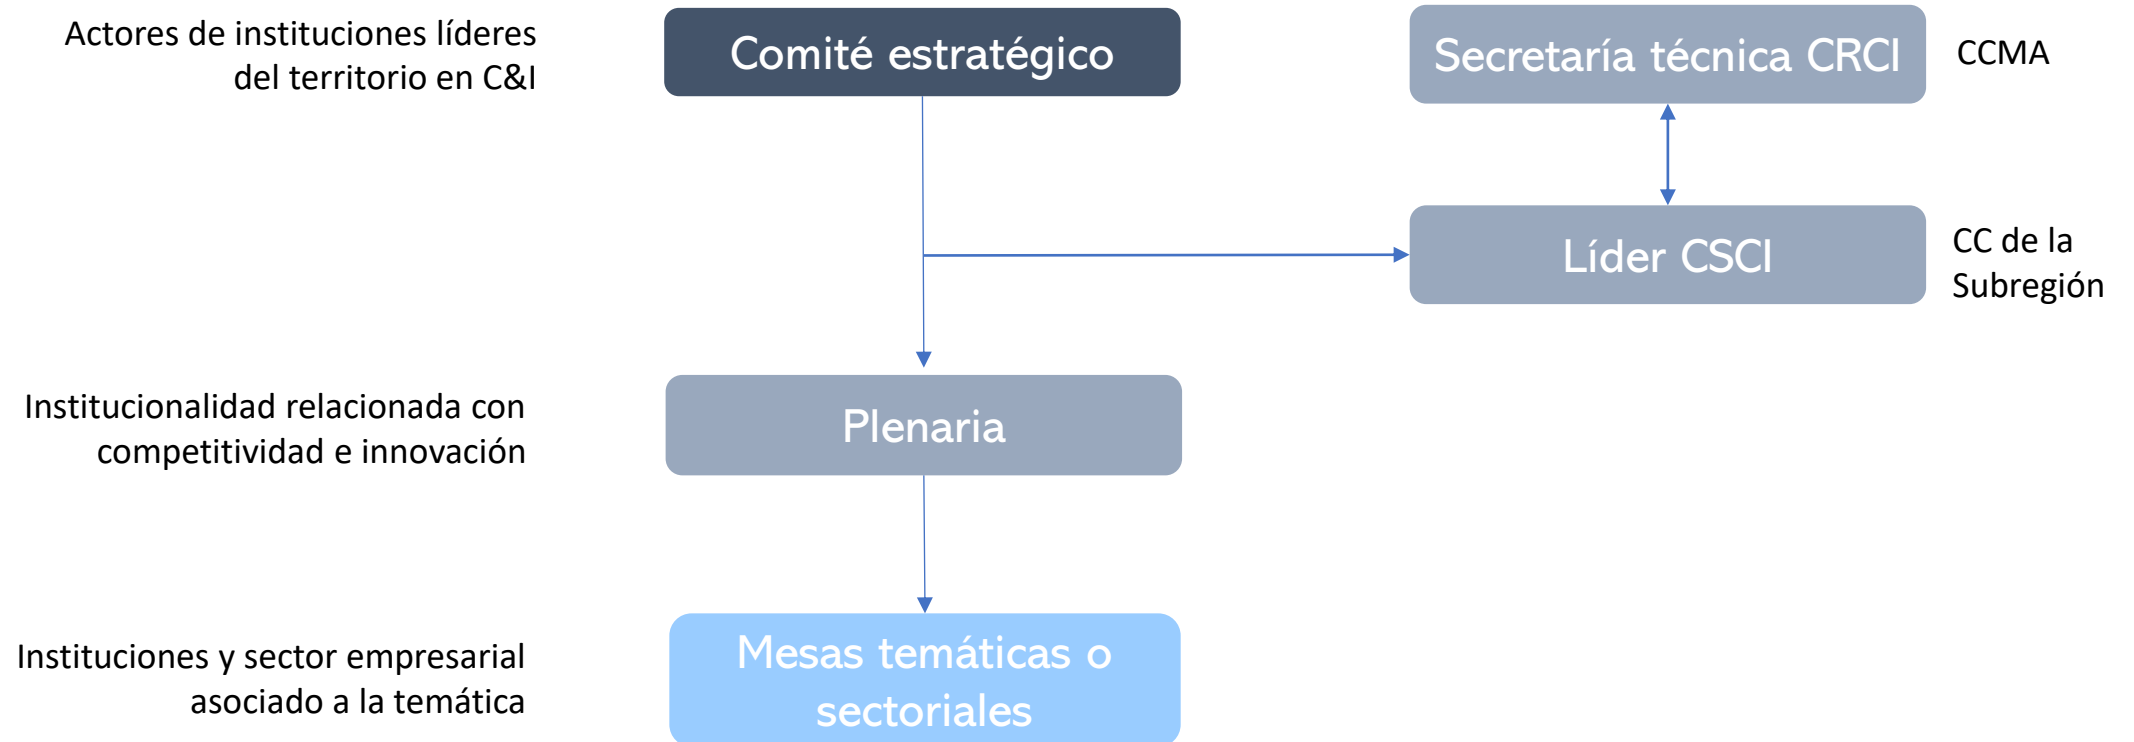 Actores de instituciones líderes
del territorio en C&I
Comité estratégico
Secretaría técnica CRCI
CCMA
Líder CSCI
CC de la
Subregión
Institucionalidad relacionada con
competitividad e innovación
Plenaria
Instituciones y sector empresarial
asociado a la temática
Mesas temáticas o
sectoriales